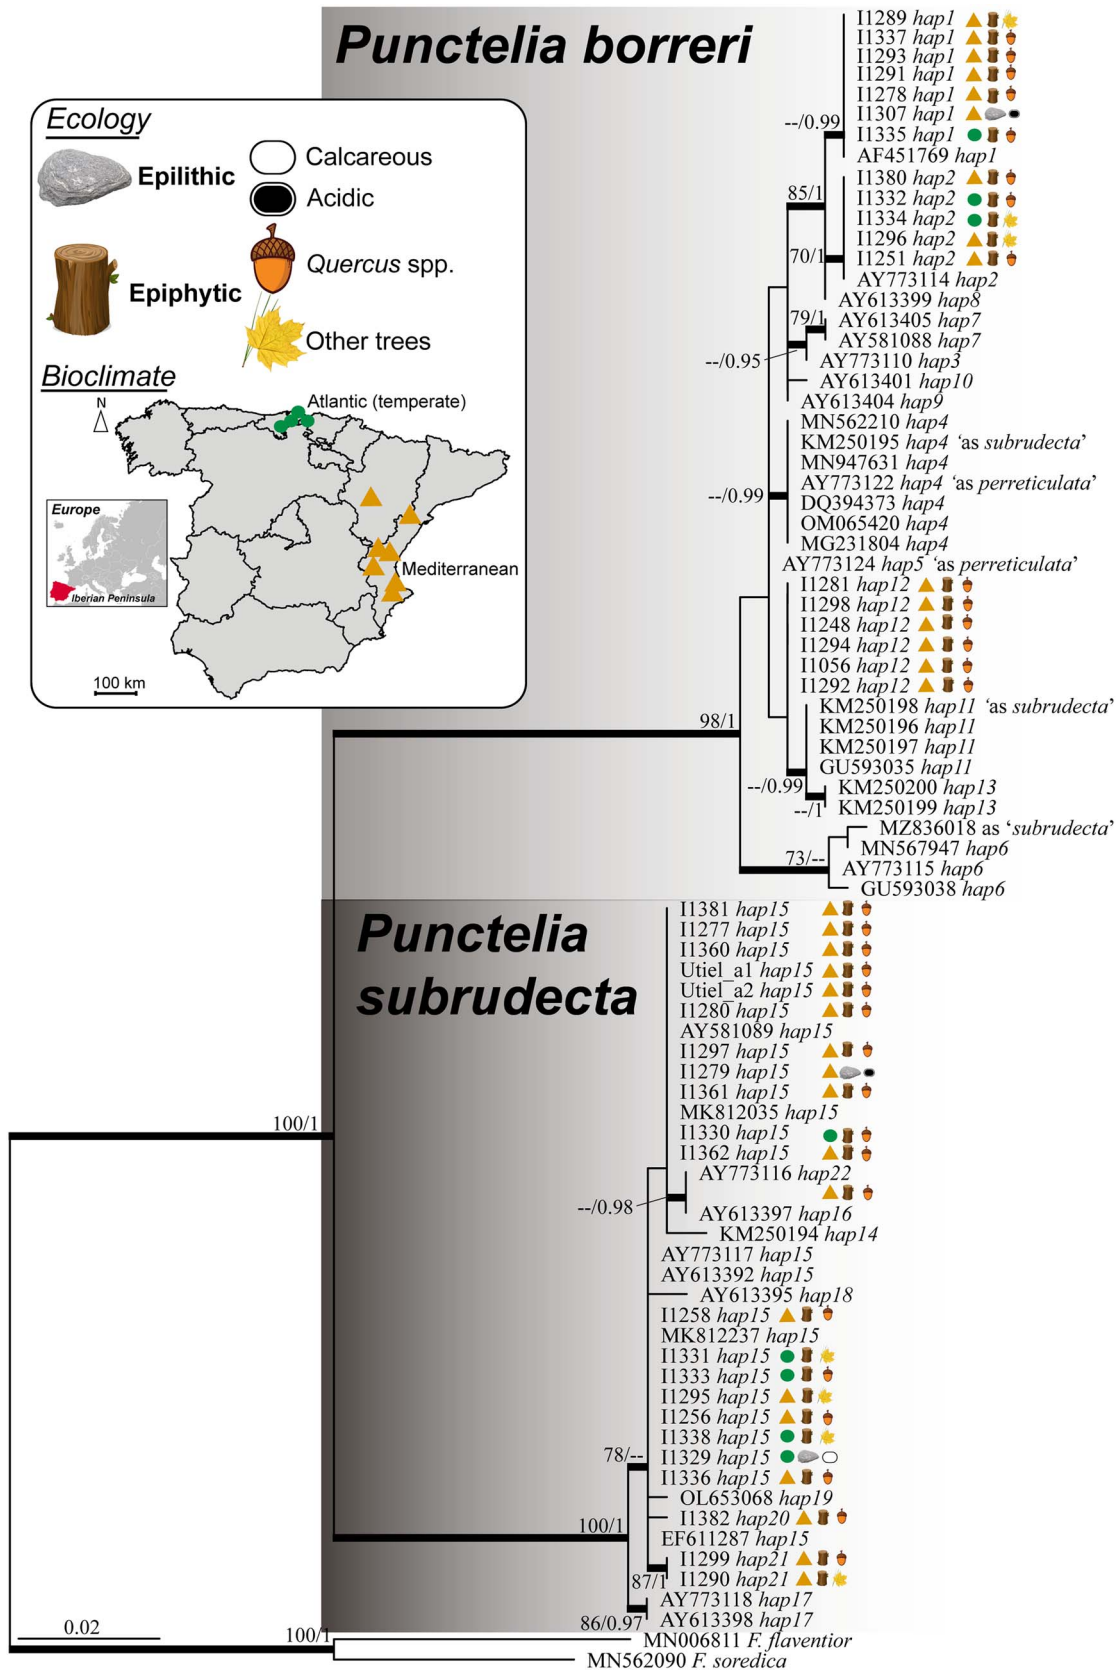 Punctelia borreri
Ecology
Epilithic
Calcareous
Acidic
Epiphytic
Quercus spp.
Other trees
Bioclimate
N
Atlantic (temperate)
Mediterranean
Europe
Iberian Peninsula
100 km
I1289 hap1
I1337 hap1
I1293 hap1
I1291 hap1
I1278 hap1
I1307 hap1
--/0.99
I1335 hap1
AF451769 hap1
I1380 hap2
85/1
I1332 hap2
I1334 hap2
I1296 hap2
70/1
I1251 hap2
AY773114 hap2
AY613399 hap8
79/1
AY613405 hap7
AY581088 hap7
--/0.95
AY773110 hap3
AY613401 hap10
AY613404 hap9
MN562210 hap4
KM250195 hap4 ‘as subrudecta’
MN947631 hap4
AY773122 hap4 ‘as perreticulata’
--/0.99
DQ394373 hap4
OM065420 hap4
MG231804 hap4
AY773124 hap5 ‘as perreticulata’
I1281 hap12
I1298 hap12
I1248 hap12
I1294 hap12
I1056 hap12
I1292 hap12
KM250198 hap11 ‘as subrudecta’
98/1
KM250196 hap11
KM250197 hap11
GU593035 hap11
--/0.99
KM250200 hap13
--/1
KM250199 hap13
MZ836018 as ‘subrudecta’
MN567947 hap6
73/--
AY773115 hap6
GU593038 hap6
Punctelia
subrudecta
I1381 hap15
I1277 hap15
I1360 hap15
Utiel_a1 hap15
Utiel_a2 hap15
I1280 hap15
AY581089 hap15
I1297 hap15
I1279 hap15
I1361 hap15
MK812035 hap15
100/1
I1330 hap15
I1362 hap15
AY773116 hap22
--/0.98
AY613397 hap16
KM250194 hap14
AY773117 hap15
AY613392 hap15
AY613395 hap18
I1258 hap15
MK812237 hap15
I1331 hap15
I1333 hap15
I1295 hap15
I1256 hap15
I1338 hap15
78/--
I1329 hap15
I1336 hap15
OL653068 hap19
I1382 hap20
100/1
EF611287 hap15
I1299 hap21
87/1
I1290 hap21
AY773118 hap17
86/0.97
AY613398 hap17
0.02
100/1
MN006811 F. flaventior
MN562090 F. soredica